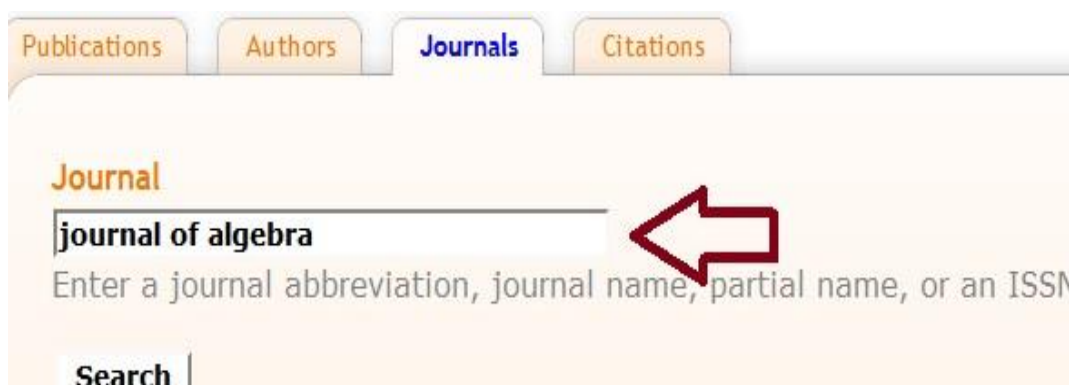 Publications Authors Journals Citations
Journal
journal of algebra
Enter a journal abbreviation, journal name, partial name, or an ISSN
Search